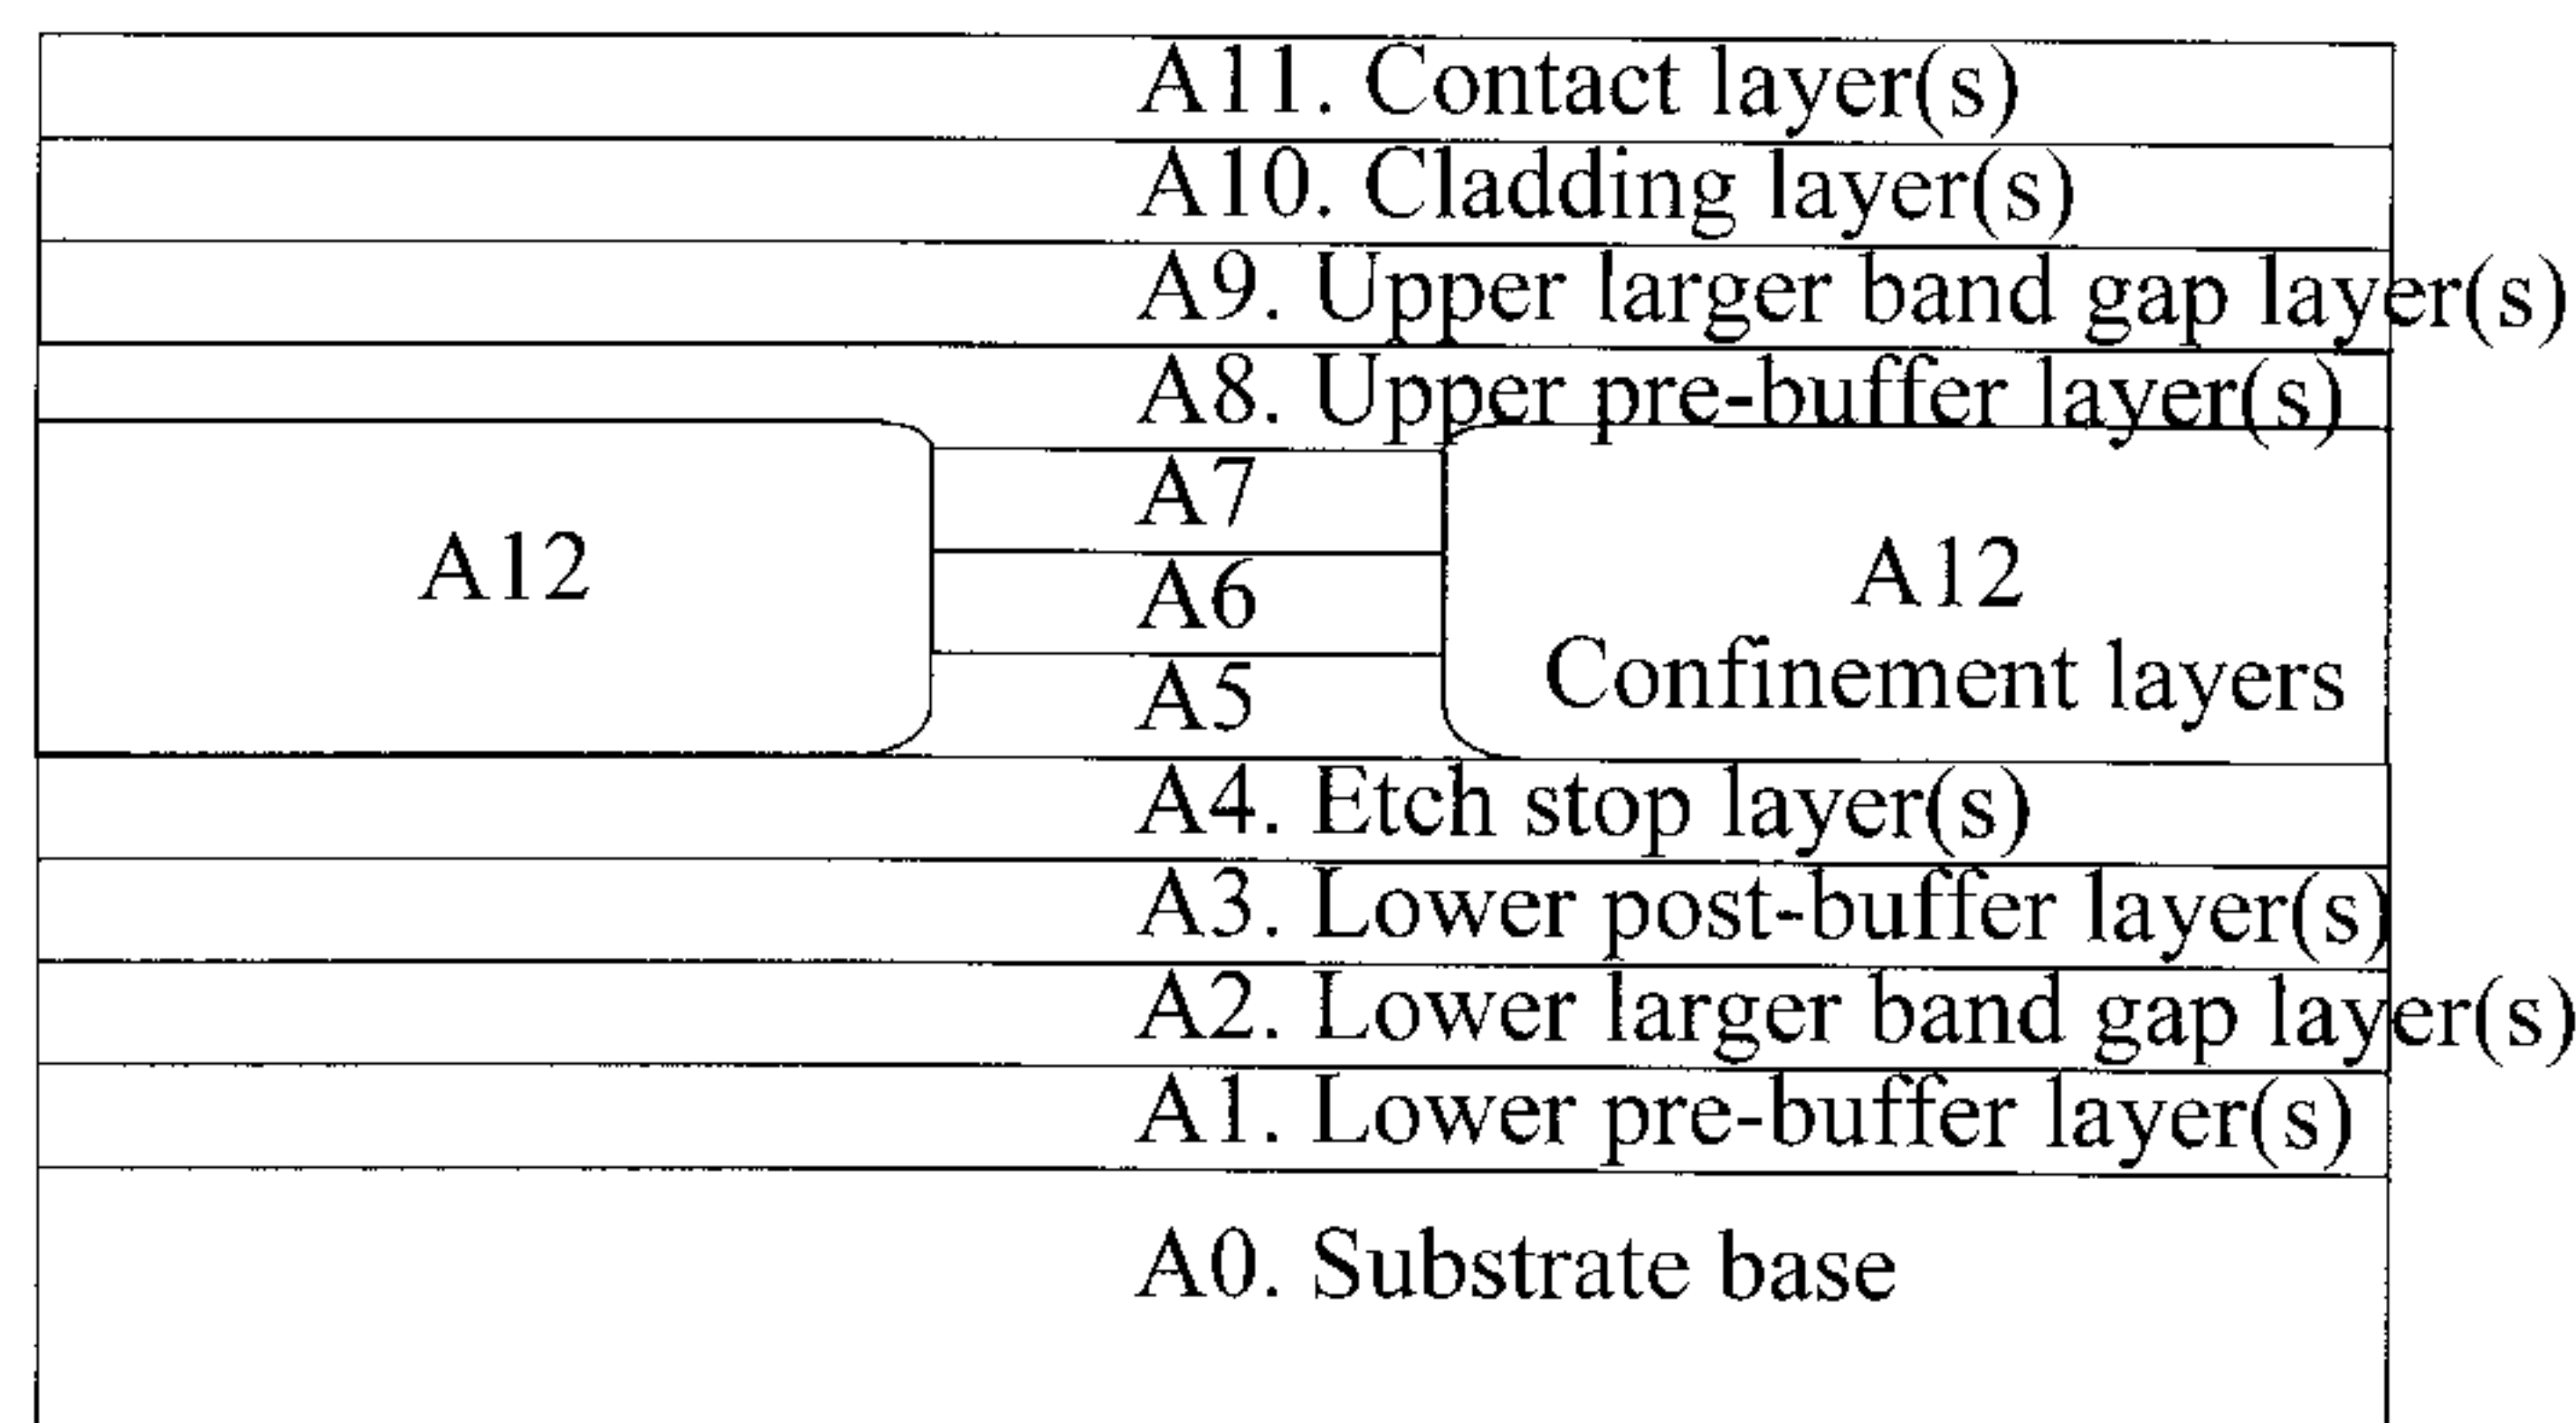 A11. Contact layer(s)
A10. Cladding layer(s)
A9. Upper larger band gap layer(s)
A8. Upper pre-buffer layer(s)
A7
A12
A6
A12
Confinement layers
A5
A4. Etch stop layer(s)
A3. Lower post-buffer layer(s)
A2. Lower larger band gap layer(s)
A1. Lower pre-buffer layer(s)
A0. Substrate base